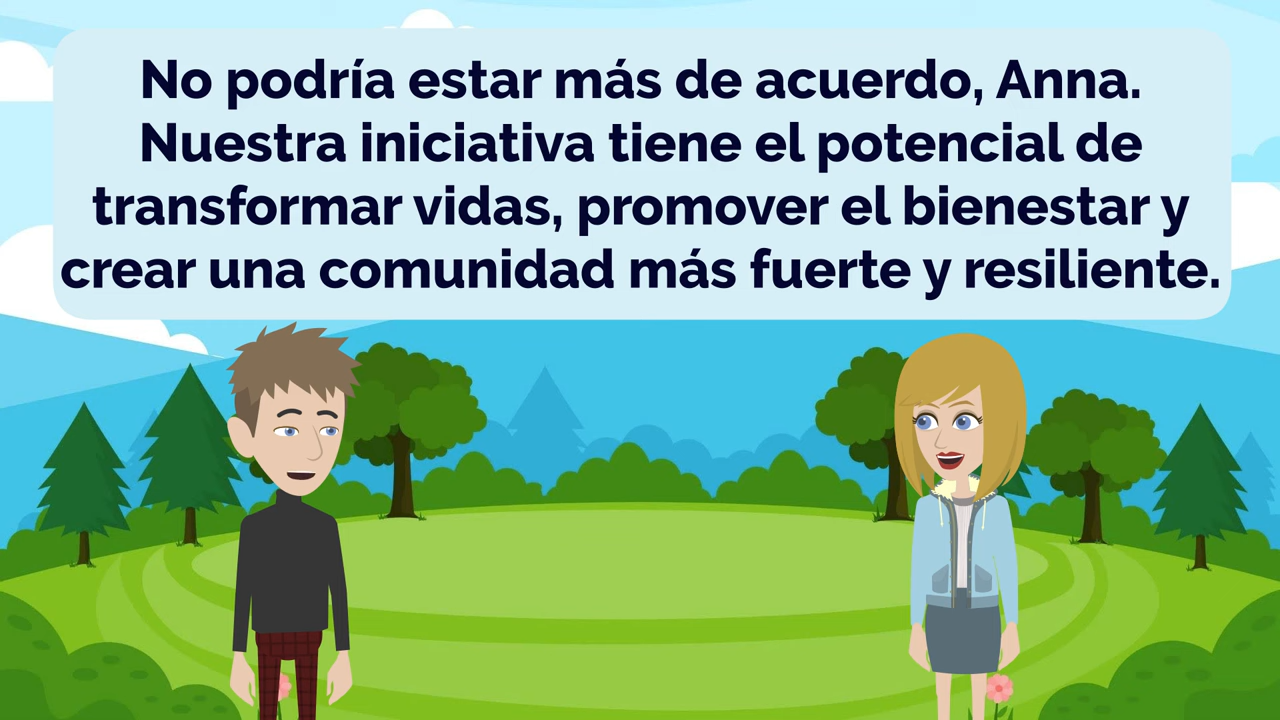 No podría estar más de acuerdo, Anna.
Nuestra iniciativa tiene el potencial de
transformar vidas, promover el bienestar y
crear una comunidad más fuerte y resiliente.